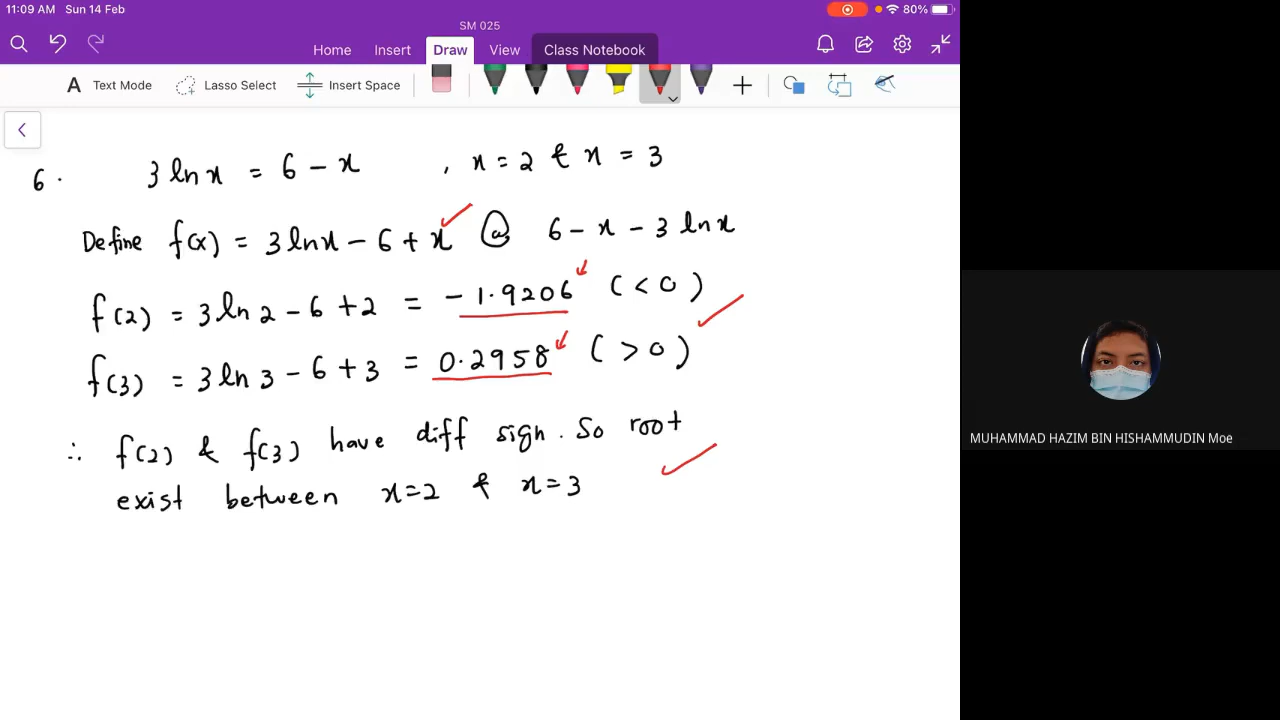 11:09 AM Sun 14 Feb
80%
SM 025
Home Insert Draw View Class Notebook
A Text Mode Lasso Select Insert Space
6. 3 ln x = 6 - x , x = 2 & x = 3
Define f(x) = 3 ln x - 6 + x @ 6 - x - 3 ln x
f(2) = 3 ln 2 - 6 + 2 = -1.9206 (< 0)
f(3) = 3 ln 3 - 6 + 3 = 0.2958 (> 0)
∴ f(2) & f(3) have diff sign. So root
exist between x=2 & x=3
MUHAMMAD HAZIM BIN HISHAMMUDIN Moe